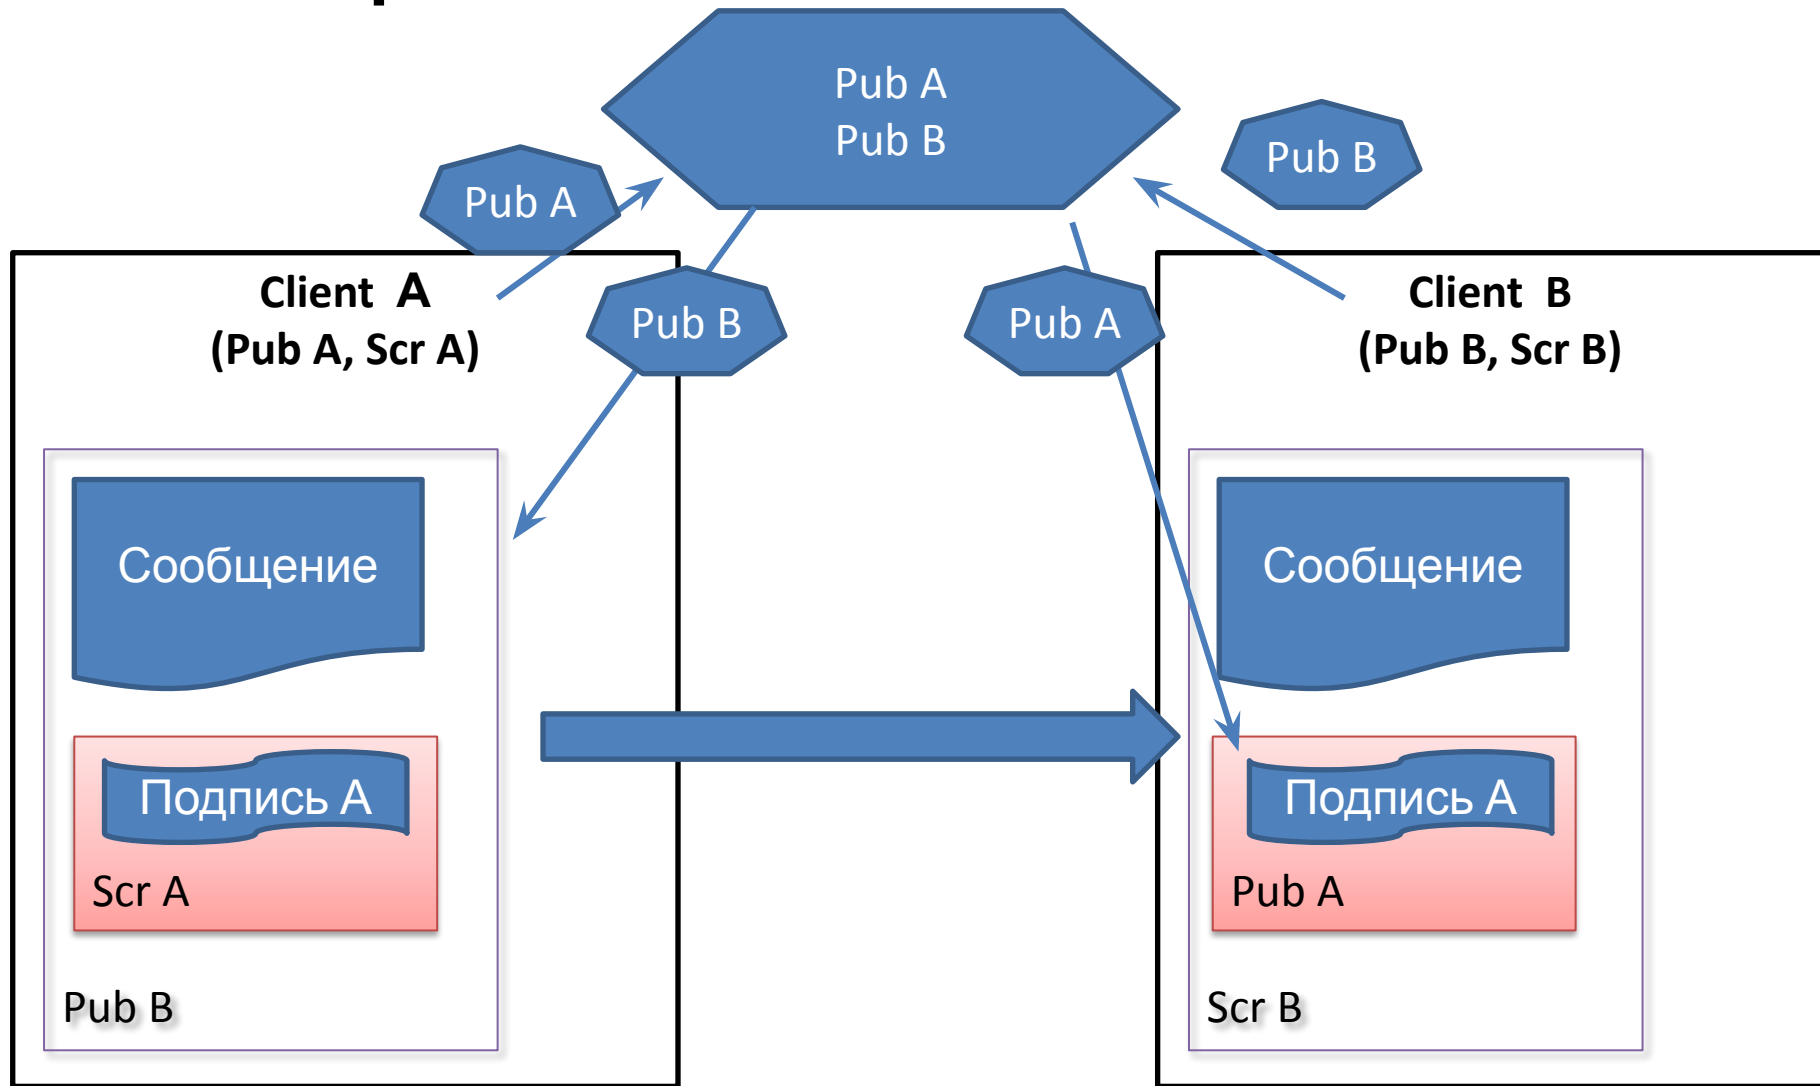 Pub A
Pub B
Pub A
Pub B
Client A
(Pub A, Scr A)
Pub B
Pub A
Client B
(Pub B, Scr B)
Сообщение
Подпись А
Scr A
Pub B
Сообщение
Подпись А
Pub A
Scr B